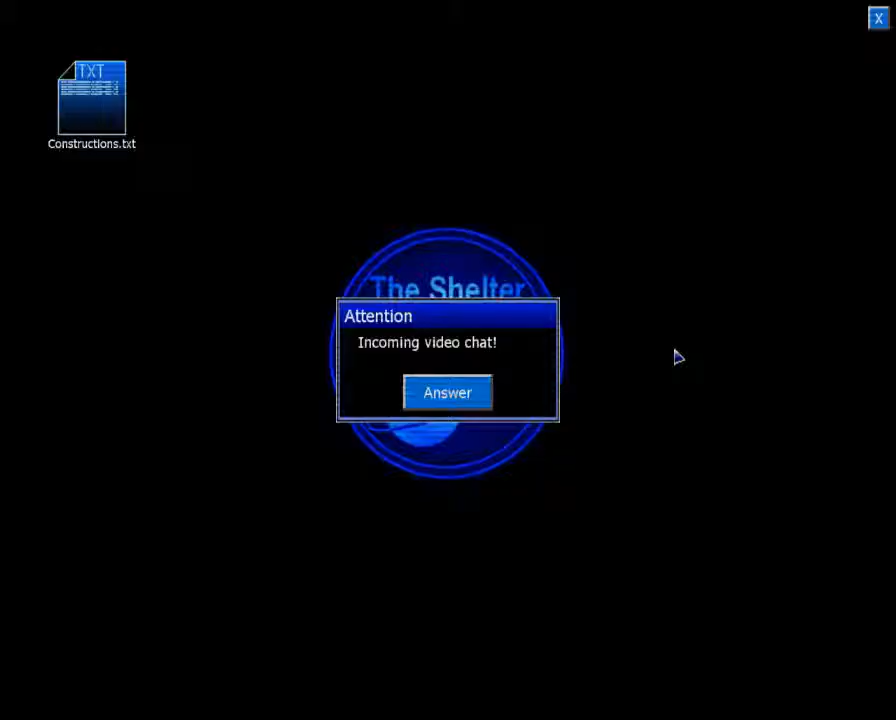 X
TXT
Constructions.txt
The Shelter
Attention
Incoming video chat!
Answer